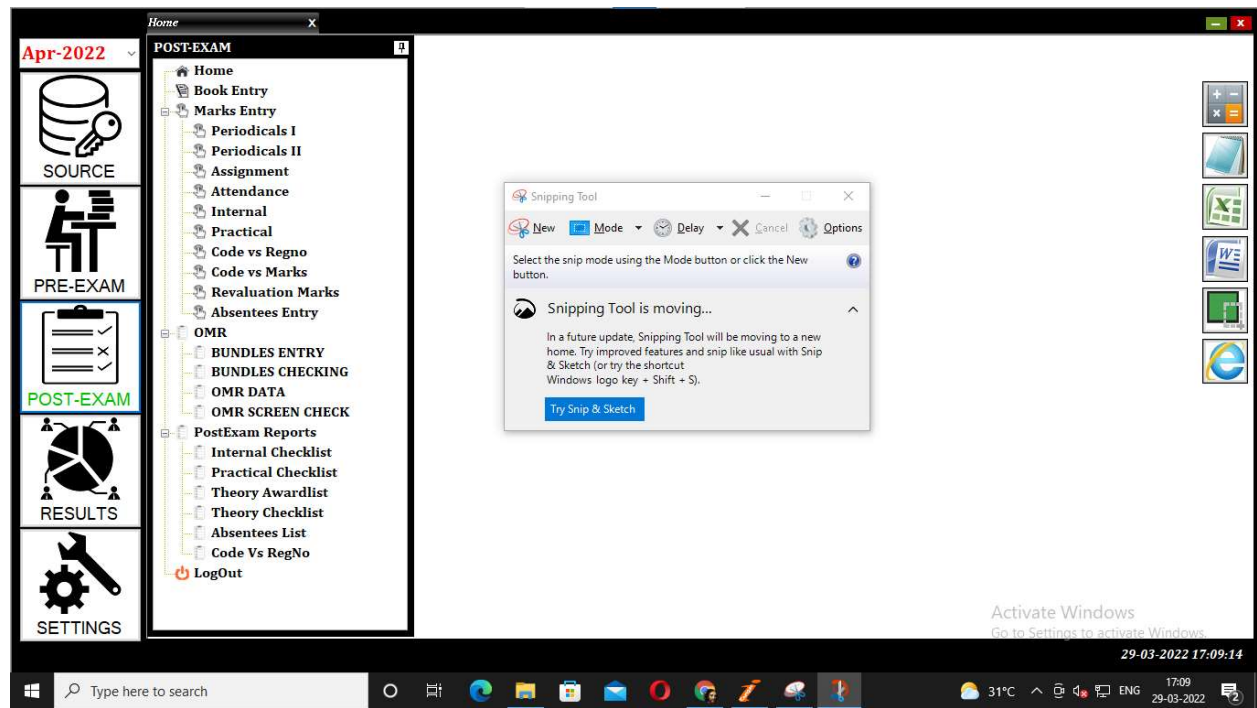 Home x
Apr-2022
SOURCE
PRE-EXAM
POST-EXAM
RESULTS
SETTINGS
POST-EXAM
Home
Book Entry
Marks Entry
Periodicals I
Periodicals II
Assignment
Attendance
Internal
Practical
Code vs Regno
Code vs Marks
Revaluation Marks
Absentees Entry
OMR
BUNDLES ENTRY
BUNDLES CHECKING
OMR DATA
OMR SCREEN CHECK
PostExam Reports
Internal Checklist
Practical Checklist
Theory Awardlist
Theory Checklist
Absentees List
Code Vs RegNo
LogOut
Snipping Tool
New Mode Delay Cancel Options
Select the snip mode using the Mode button or click the New
button.
Snipping Tool is moving...
In a future update, Snipping Tool will be moving to a new
home. Try improved features and snip like usual with Snip
& Sketch (or try the shortcut
Windows logo key + Shift + S).
Try Snip & Sketch
Activate Windows
Go to Settings to activate Windows.
29-03-2022 17:09:14
Type here to search
31°C ENG
17:09
29-03-2022
2